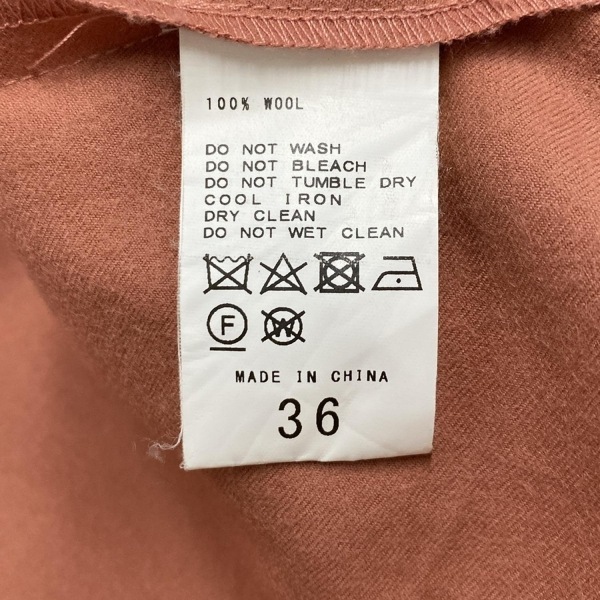 100% WOOL
DO NOT WASH
DO NOT BLEACH
DO NOT TUMBLE DRY
COOL IRON
DRY CLEAN
DO NOT WET CLEAN
F W
MADE IN CHINA
36